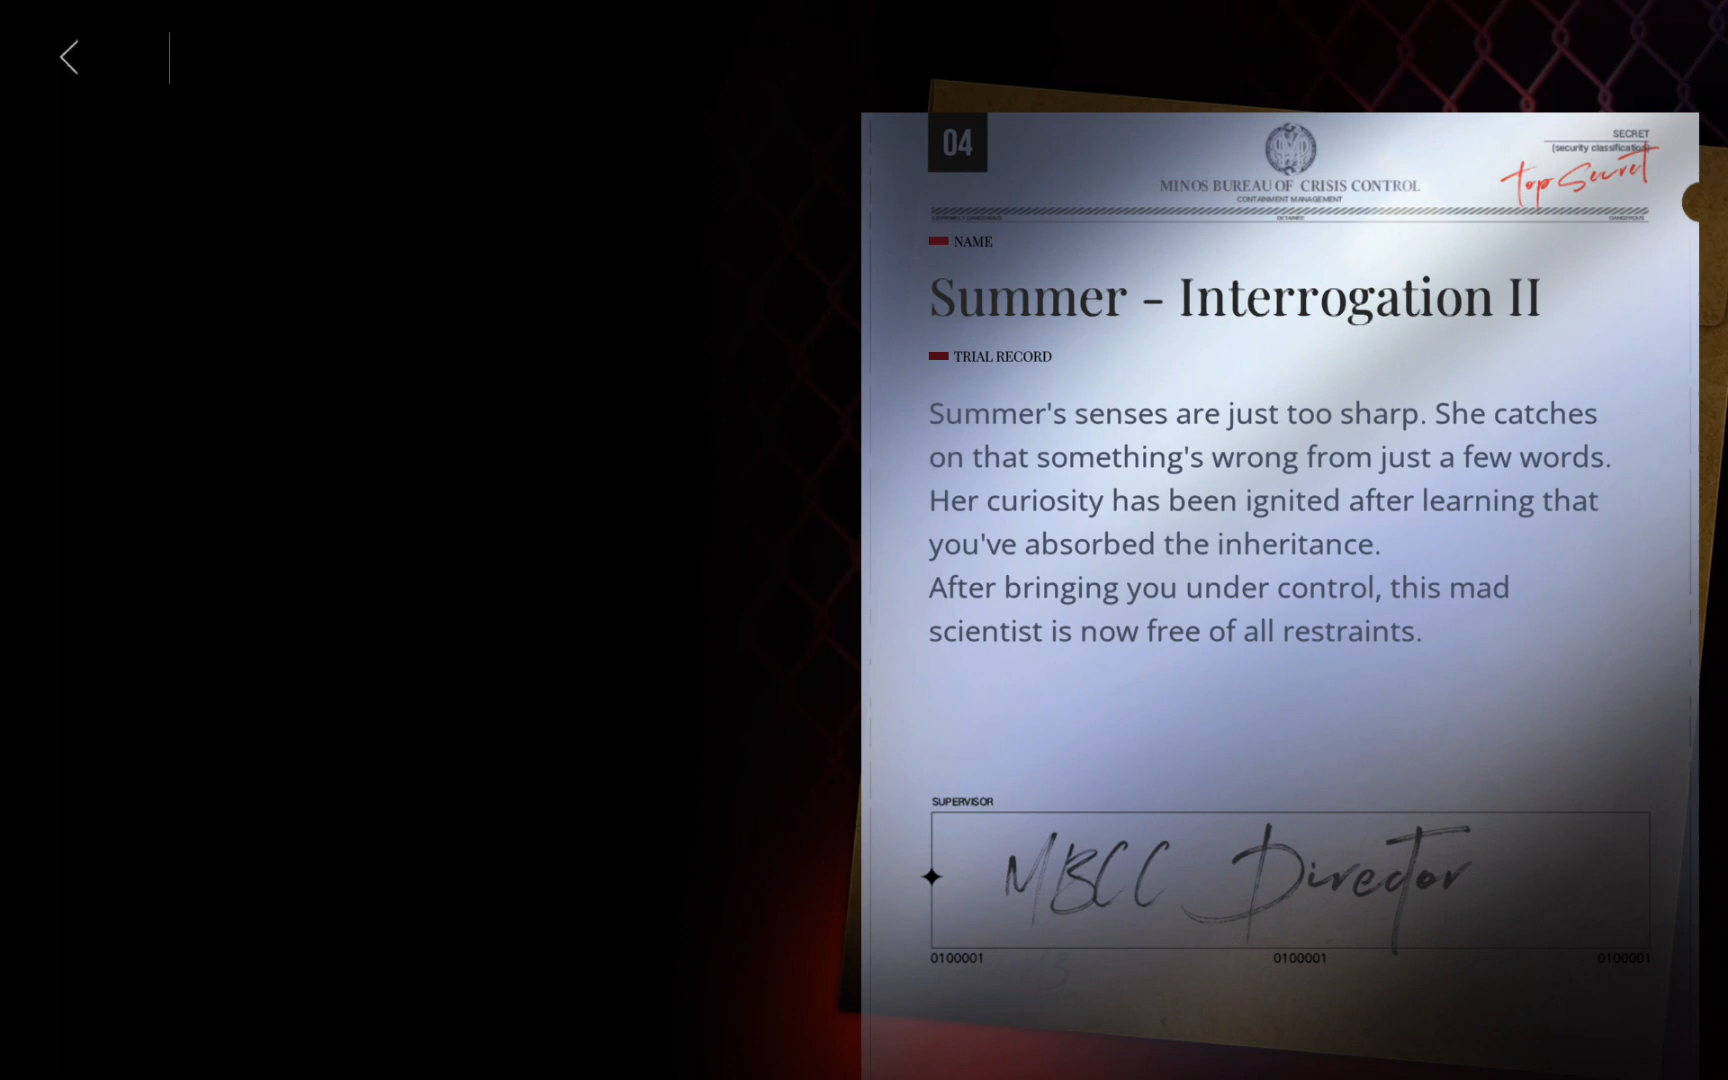 04
SECRET
(security classification)
Top Secret
MINOS BUREAU OF CRISIS CONTROL
CONTAINMENT MANAGEMENT
DETAINEE
DANGEROUS
NAME
Summer - Interrogation II
TRIAL RECORD
Summer's senses are just too sharp. She catches
on that something's wrong from just a few words.
Her curiosity has been ignited after learning that
you've absorbed the inheritance.
After bringing you under control, this mad
scientist is now free of all restraints.
SUPERVISOR
MBCC Director
0100001 0100001 0100001